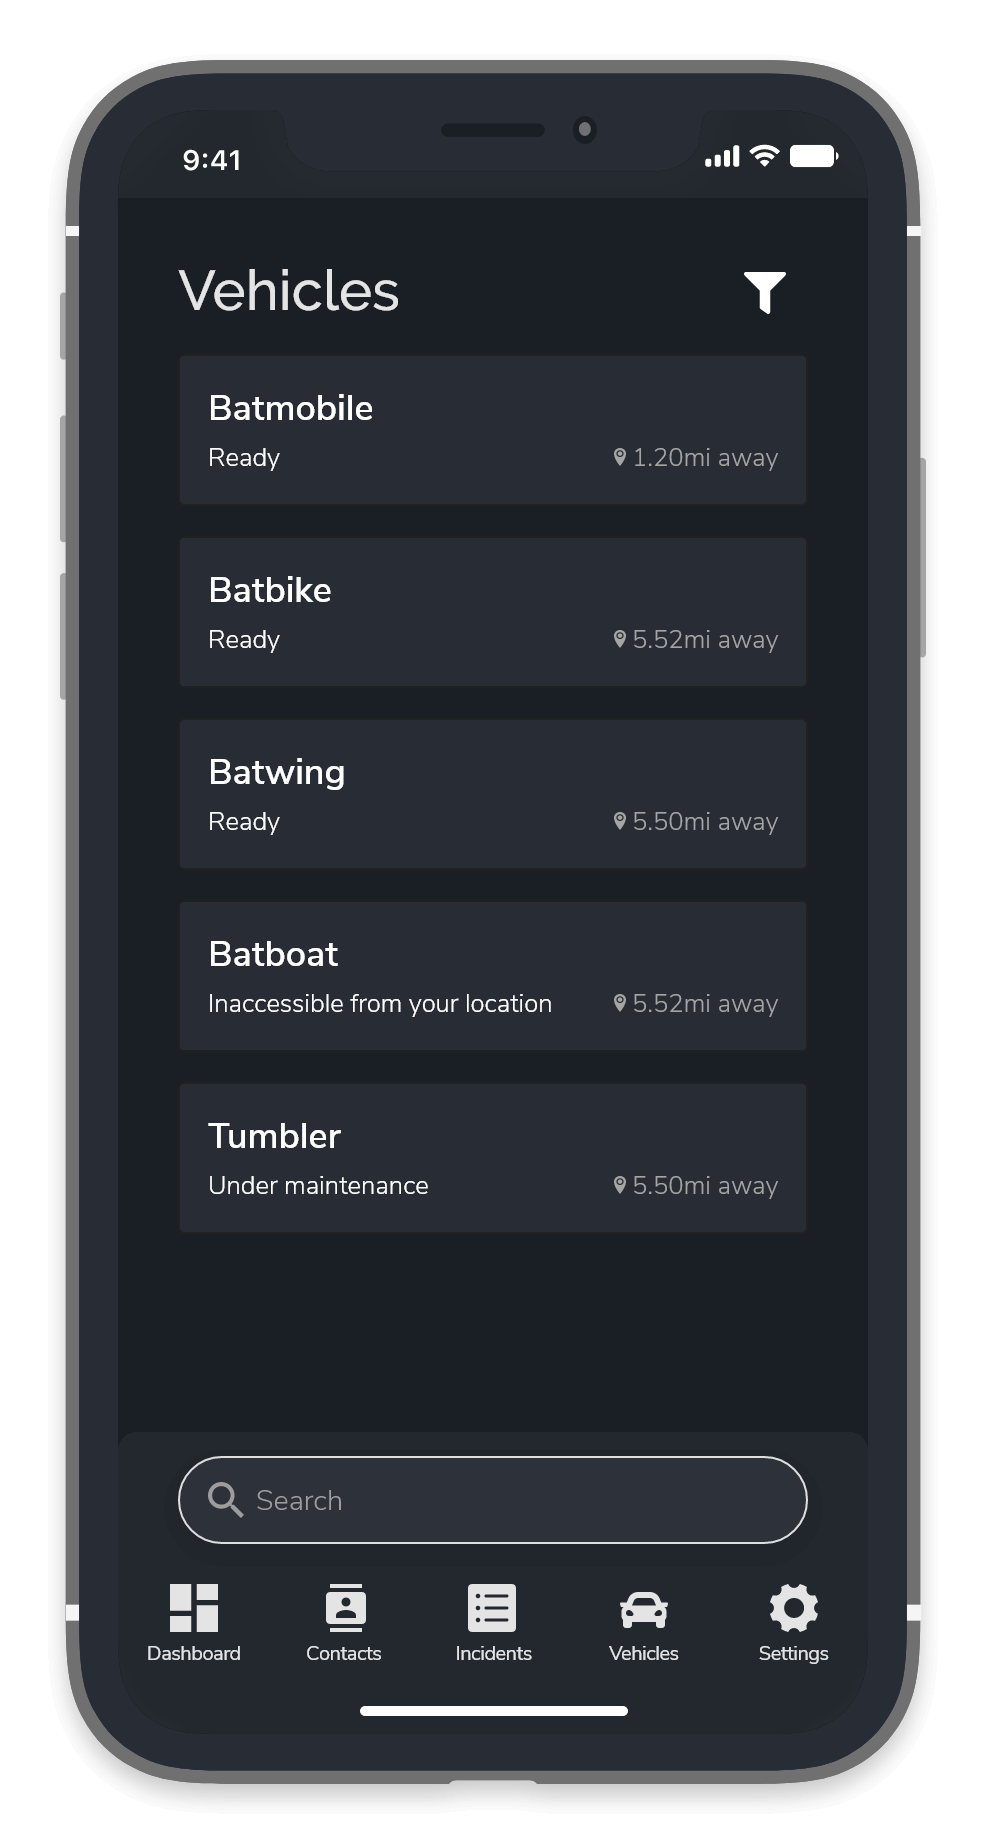 9:41
Vehicles
Batmobile
Ready 1.20mi away
Batbike
Ready 5.52mi away
Batwing
Ready 5.50mi away
Batboat
Inaccessible from your location 5.52mi away
Tumbler
Under maintenance 5.50mi away
Search
Dashboard Contacts Incidents Vehicles Settings